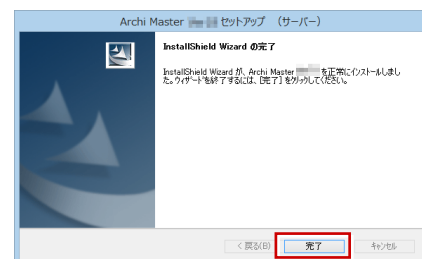 Archi Master セットアップ （サーバー）
InstallShield Wizard の完了
InstallShield Wizard が、Archi Master を正常にインストールしまし
た。ウィザードを終了するには、[完了] をクリックしてください。
< 戻る(B) 完了 キャンセル